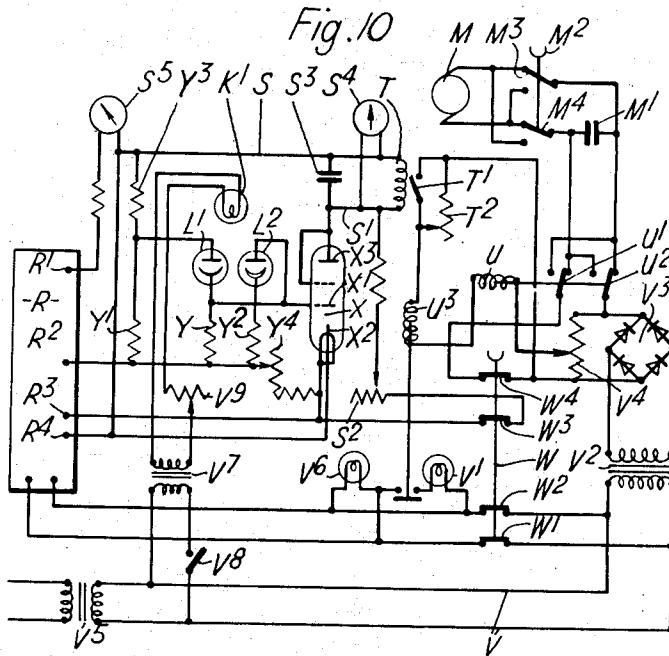 Fig.10
S⁵ Y³ K¹ S S³ S⁴ T M M³ M²
M⁴ M¹
T¹
L¹ L² S¹ T²
R¹ X³ U U¹
-R- X¹ U²
R² Y¹ Y Y² Y⁴ X U³ V³
X²
R³ V9 W⁴ V⁴
R⁴ S² W³
V⁷ V⁶ V¹ W V²
W²
W¹
V8
V5 V